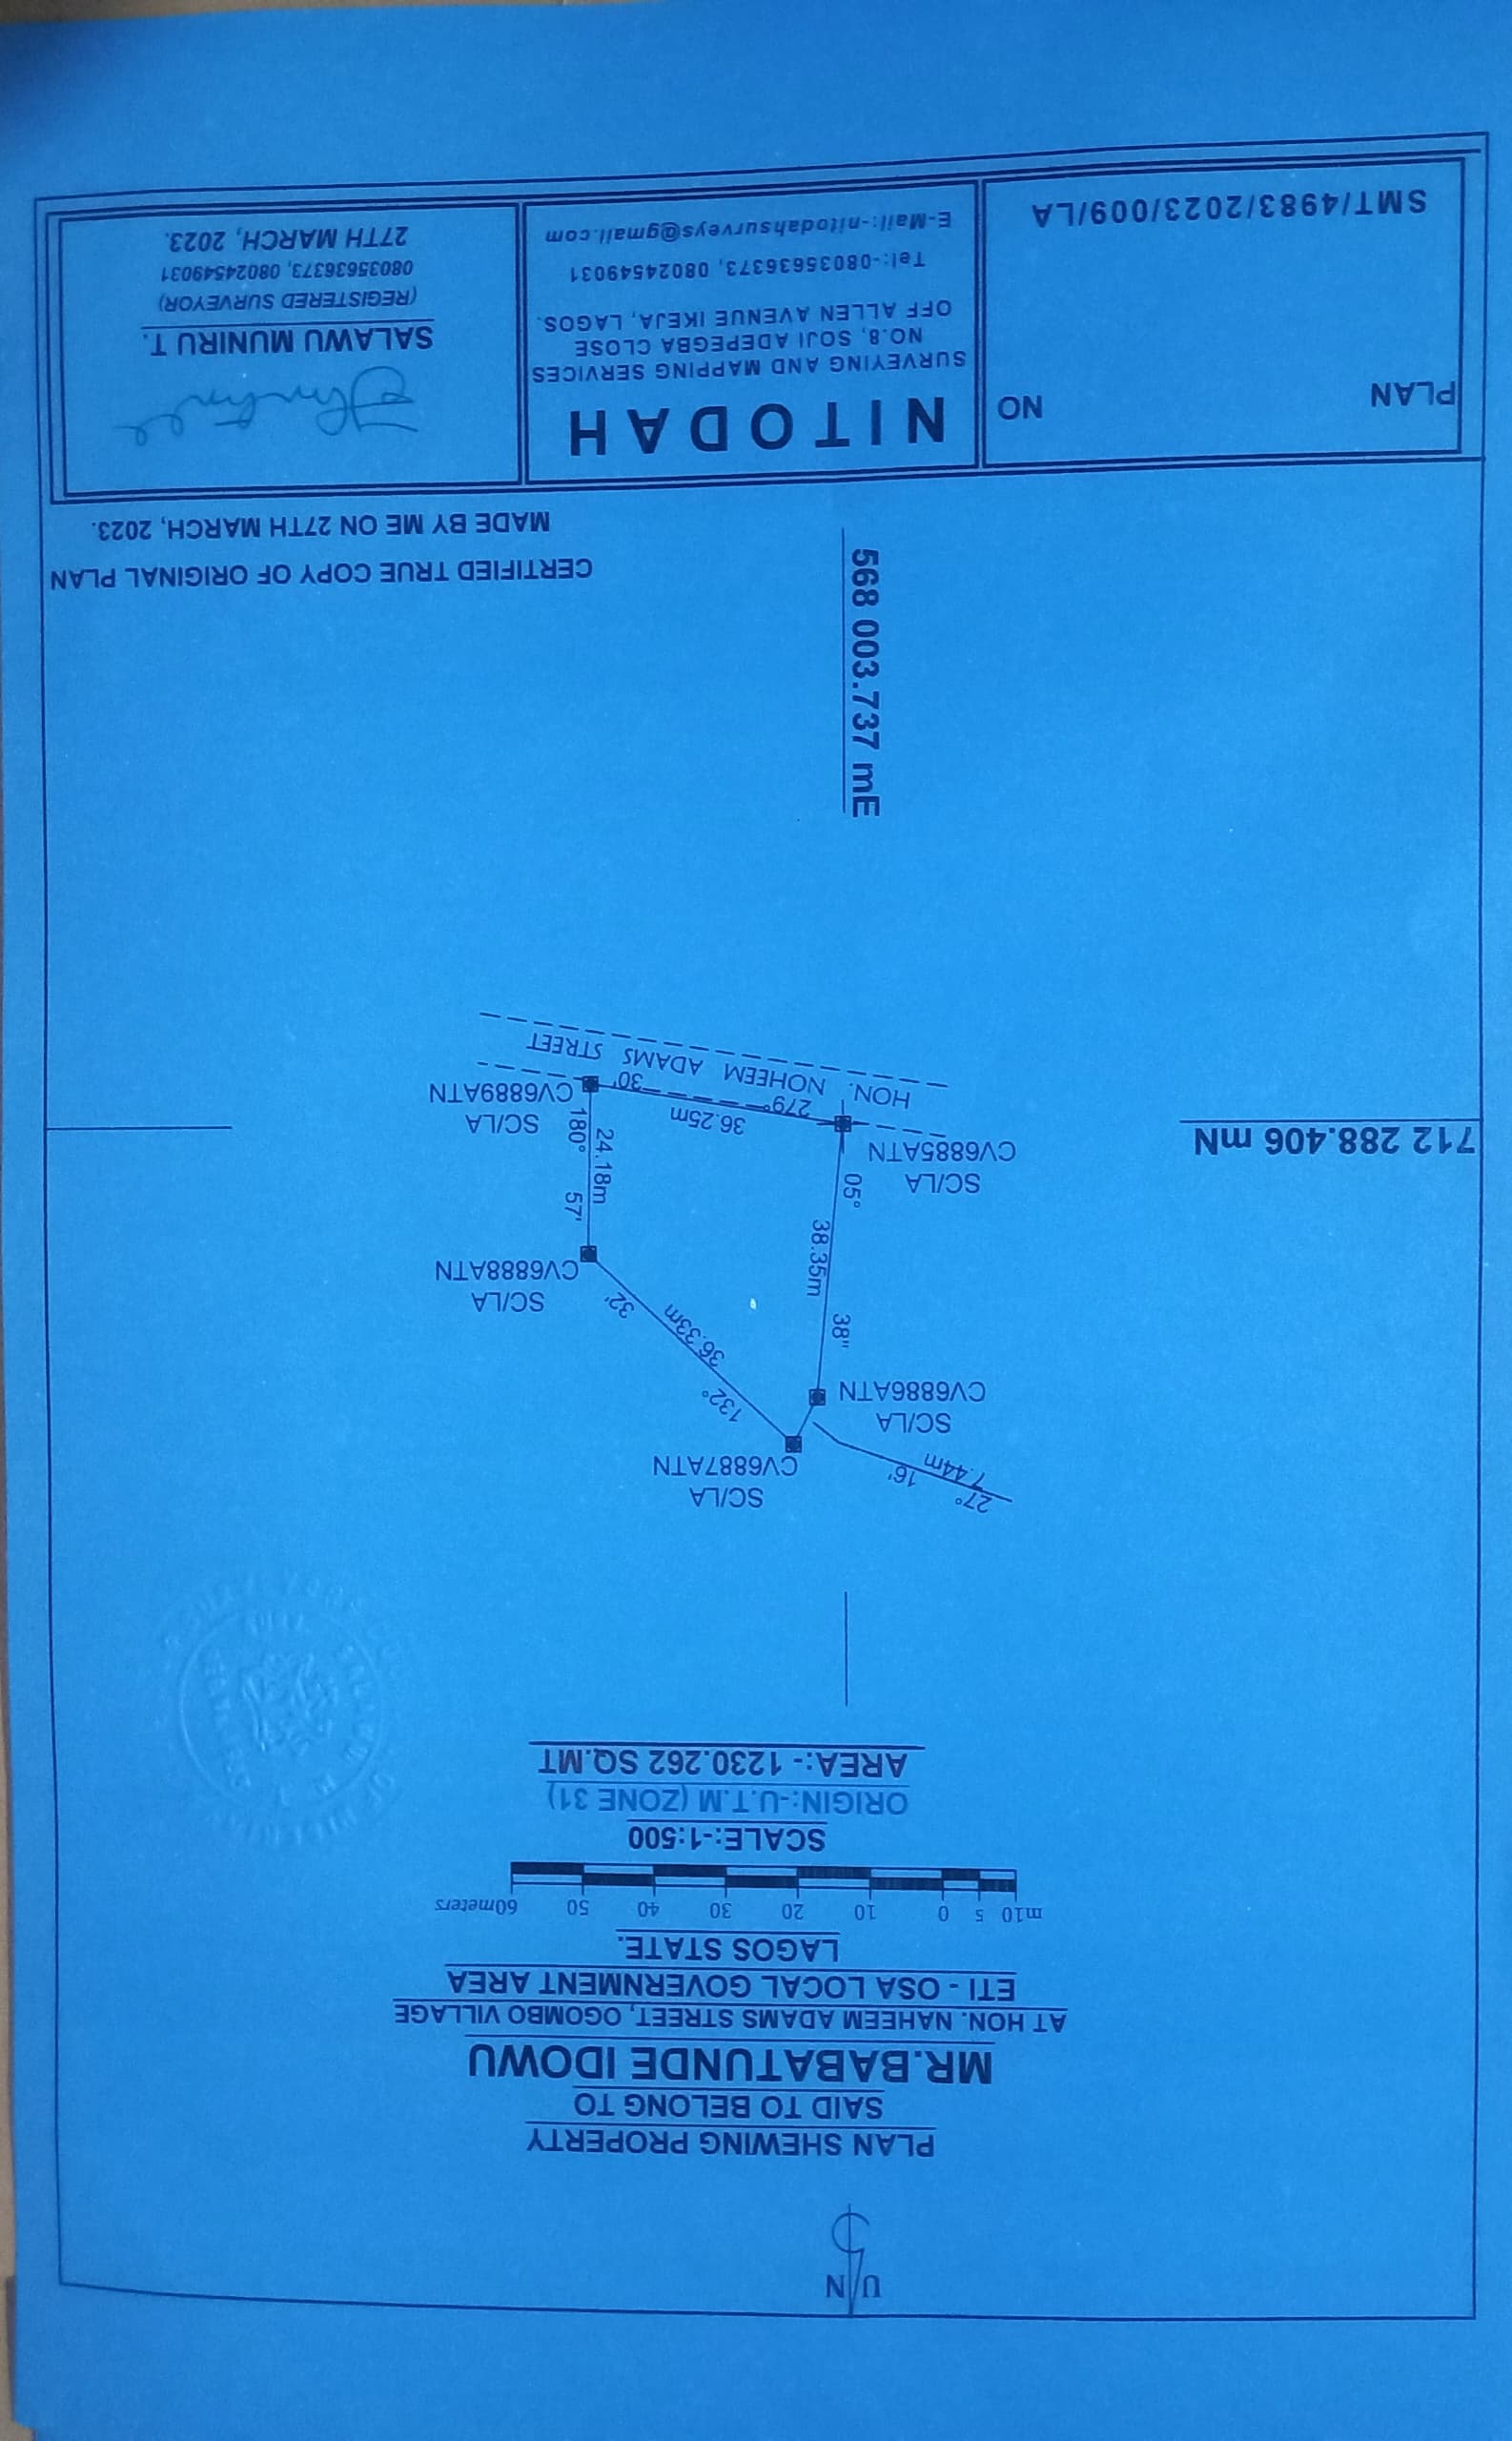 U N
PLAN SHEWING PROPERTY
SAID TO BELONG TO
MR.BABATUNDE IDOWU
AT HON. NAHEEM ADAMS STREET, OGOMBO VILLAGE
ETI - OSA LOCAL GOVERNMENT AREA
LAGOS STATE.
m10 5 0 10 20 30 40 50 60meters
SCALE:-1:500
ORIGIN:-U.T.M (ZONE 31)
AREA:- 1230.262 SQ.MT
27° 16'
7.44m
SC/LA
CV6887ATN
SC/LA
CV6886ATN
132° 32'
36.33m
05° 38"
38.35m
SC/LA
CV6888ATN
24.18m
180° 57'
SC/LA
CV6885ATN
712 288.406 mN
36.25m
279° 30'
SC/LA
CV6889ATN
HON. NOHEEM ADAMS STREET
568 003.737 mE
CERTIFIED TRUE COPY OF ORIGINAL PLAN
MADE BY ME ON 27TH MARCH, 2023.
PLAN NO
SMT/4983/2023/009/LA
NITODAH
SURVEYING AND MAPPING SERVICES
NO.8, SOJI ADEPEGBA CLOSE
OFF ALLEN AVENUE IKEJA, LAGOS.
Tel:-08035636373, 08024549031
E-Mail:-nitodahsurveys@gmail.com
SALAWU MUNIRU T.
(REGISTERED SURVEYOR)
08035636373, 08024549031
27TH MARCH, 2023.